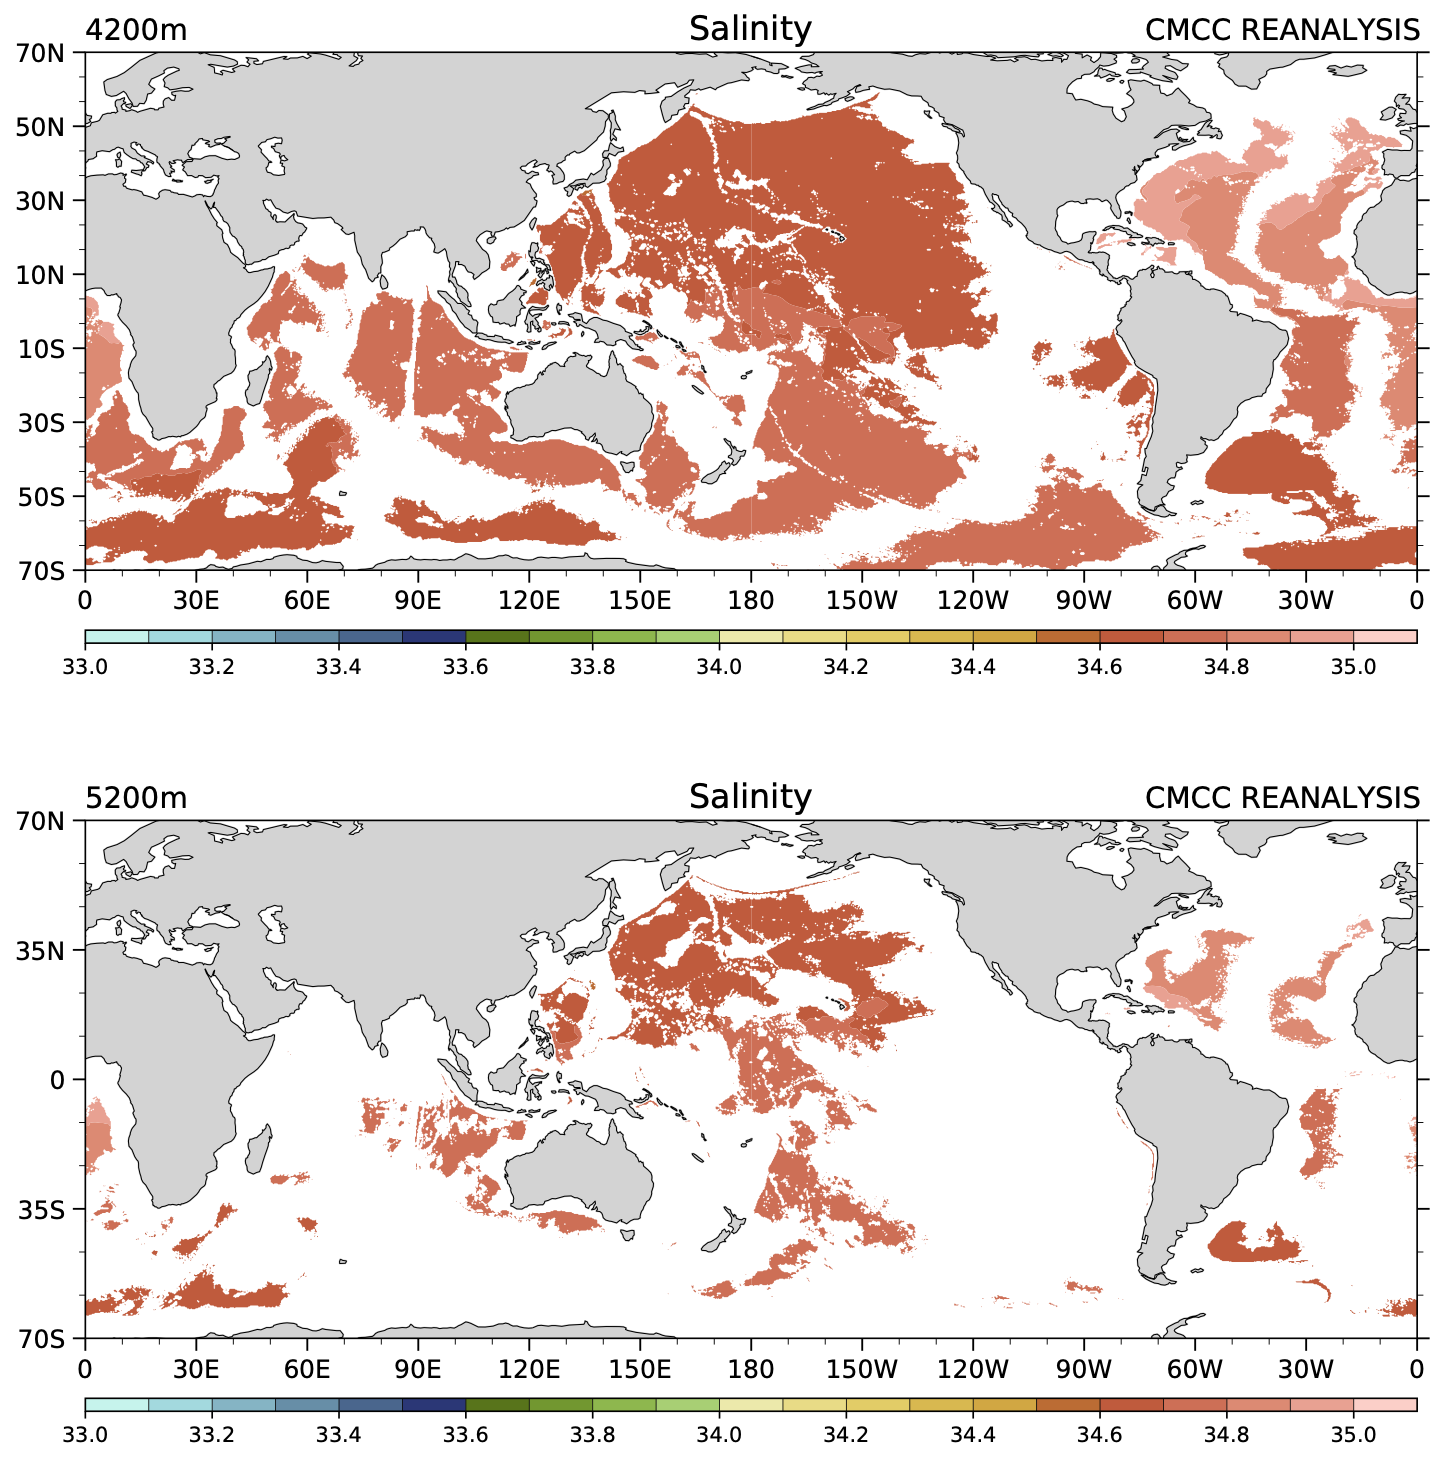 4200m Salinity CMCC REANALYSIS
70N
50N
30N
10N
10S
30S
50S
70S
0 30E 60E 90E 120E 150E 180 150W 120W 90W 60W 30W 0
33.0 33.2 33.4 33.6 33.8 34.0 34.2 34.4 34.6 34.8 35.0
5200m Salinity CMCC REANALYSIS
70N
35N
0
35S
70S
0 30E 60E 90E 120E 150E 180 150W 120W 90W 60W 30W 0
33.0 33.2 33.4 33.6 33.8 34.0 34.2 34.4 34.6 34.8 35.0